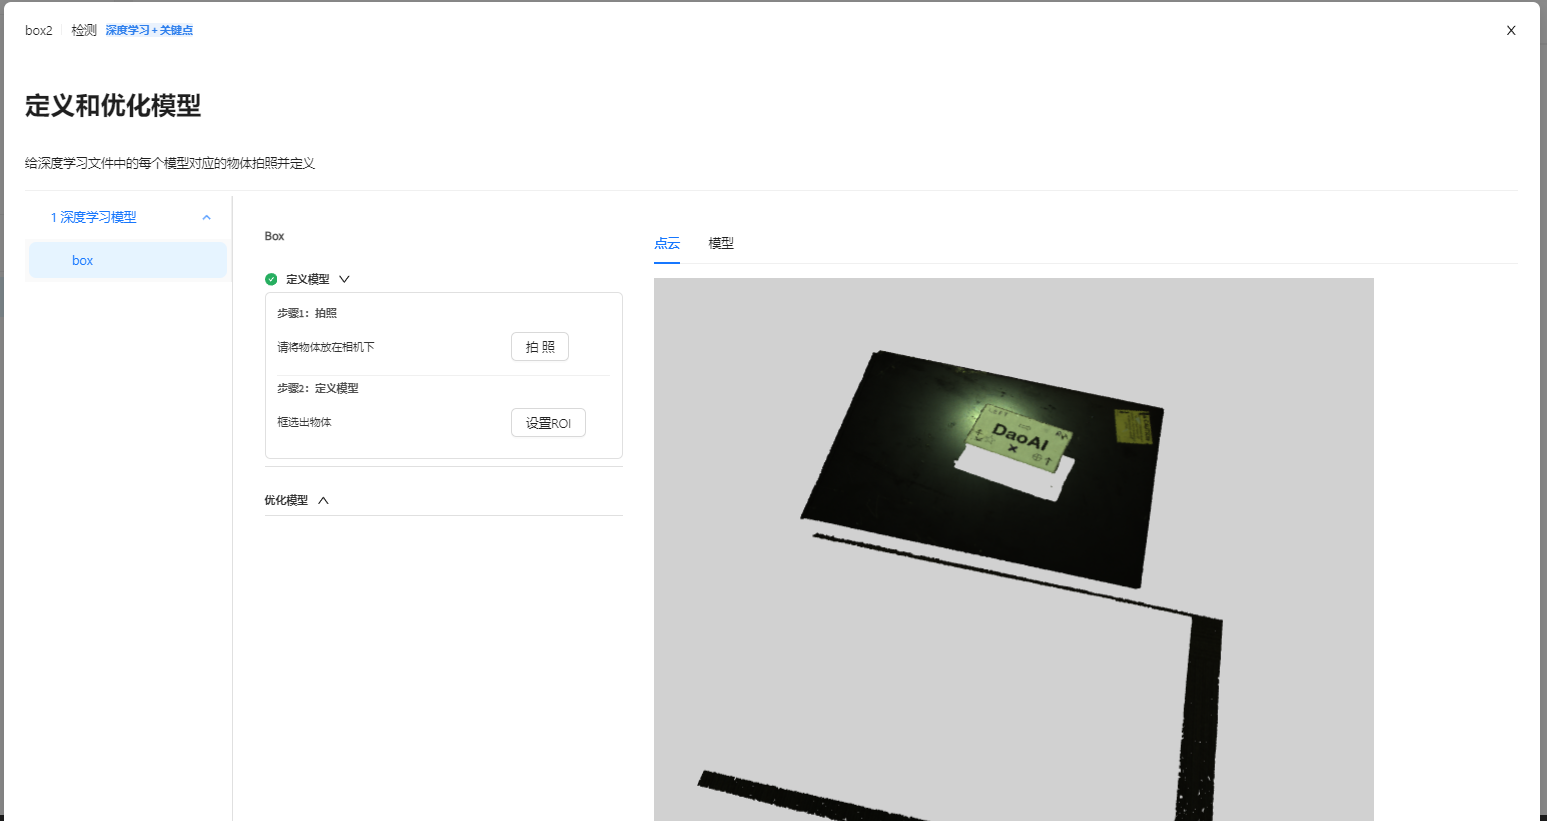 box2 检测 深度学习 + 关键点 X
定义和优化模型
给深度学习文件中的每个模型对应的物体拍照并定义
1 深度学习模型
box
Box
定义模型
步骤1：拍照
请将物体放在相机下
拍 照
步骤2：定义模型
框选出物体
设置ROI
优化模型
点云 模型
LEFT
DaoAI